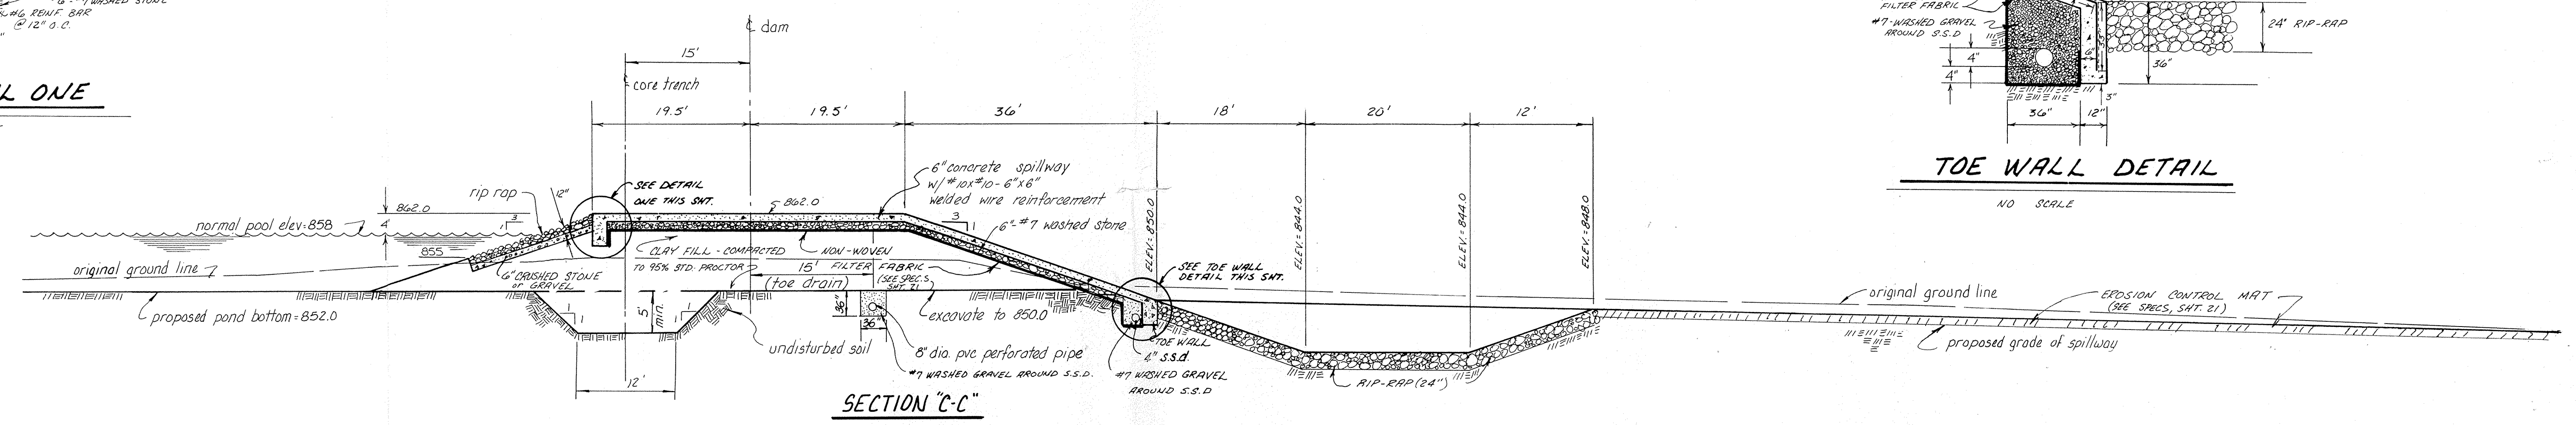 6"-#7 WASHED STONE
#6 REINF. BAR
@ 12" O.C.
L ONE
15'
℄ dam
℄ core trench
19.5'
19.5'
36'
18'
20'
12'
rip rap
12"
SEE DETAIL
ONE THIS SHT.
6" concrete spillway
w/ #10x#10-6"x6"
welded wire reinforcement
862.0
4'
3
1
862.0
3
1
6"-#7 washed stone
normal pool elev.=858
855
original ground line
6" CRUSHED STONE
or GRAVEL
CLAY FILL - COMPACTED
TO 95% STD. PROCTOR
NON-WOVEN
FILTER FABRIC
(SEE SPECS
SHT. 21
15'
(toe drain)
proposed pond bottom=852.0
1
1
5'
min.
1
1
undisturbed soil
12'
36"
36"
8" dia. pvc perforated pipe
#7 WASHED GRAVEL AROUND S.S.D.
excavate to 850.0
ELEV.=850.0
ELEV.=844.0
ELEV.=844.0
ELEV.=848.0
SEE TOE WALL
DETAIL THIS SHT.
TOE WALL
4" s.s.d.
#7 WASHED GRAVEL
AROUND S.S.D
RIP-RAP (24")
original ground line
EROSION CONTROL MAT
(SEE SPECS, SHT. 21)
proposed grade of spillway
SECTION "C-C"
FILTER FABRIC
#7-WASHED GRAVEL
AROUND S.S.D
24" RIP-RAP
4"
4"
6"
36"
3"
36"
12"
TOE WALL DETAIL
NO SCALE